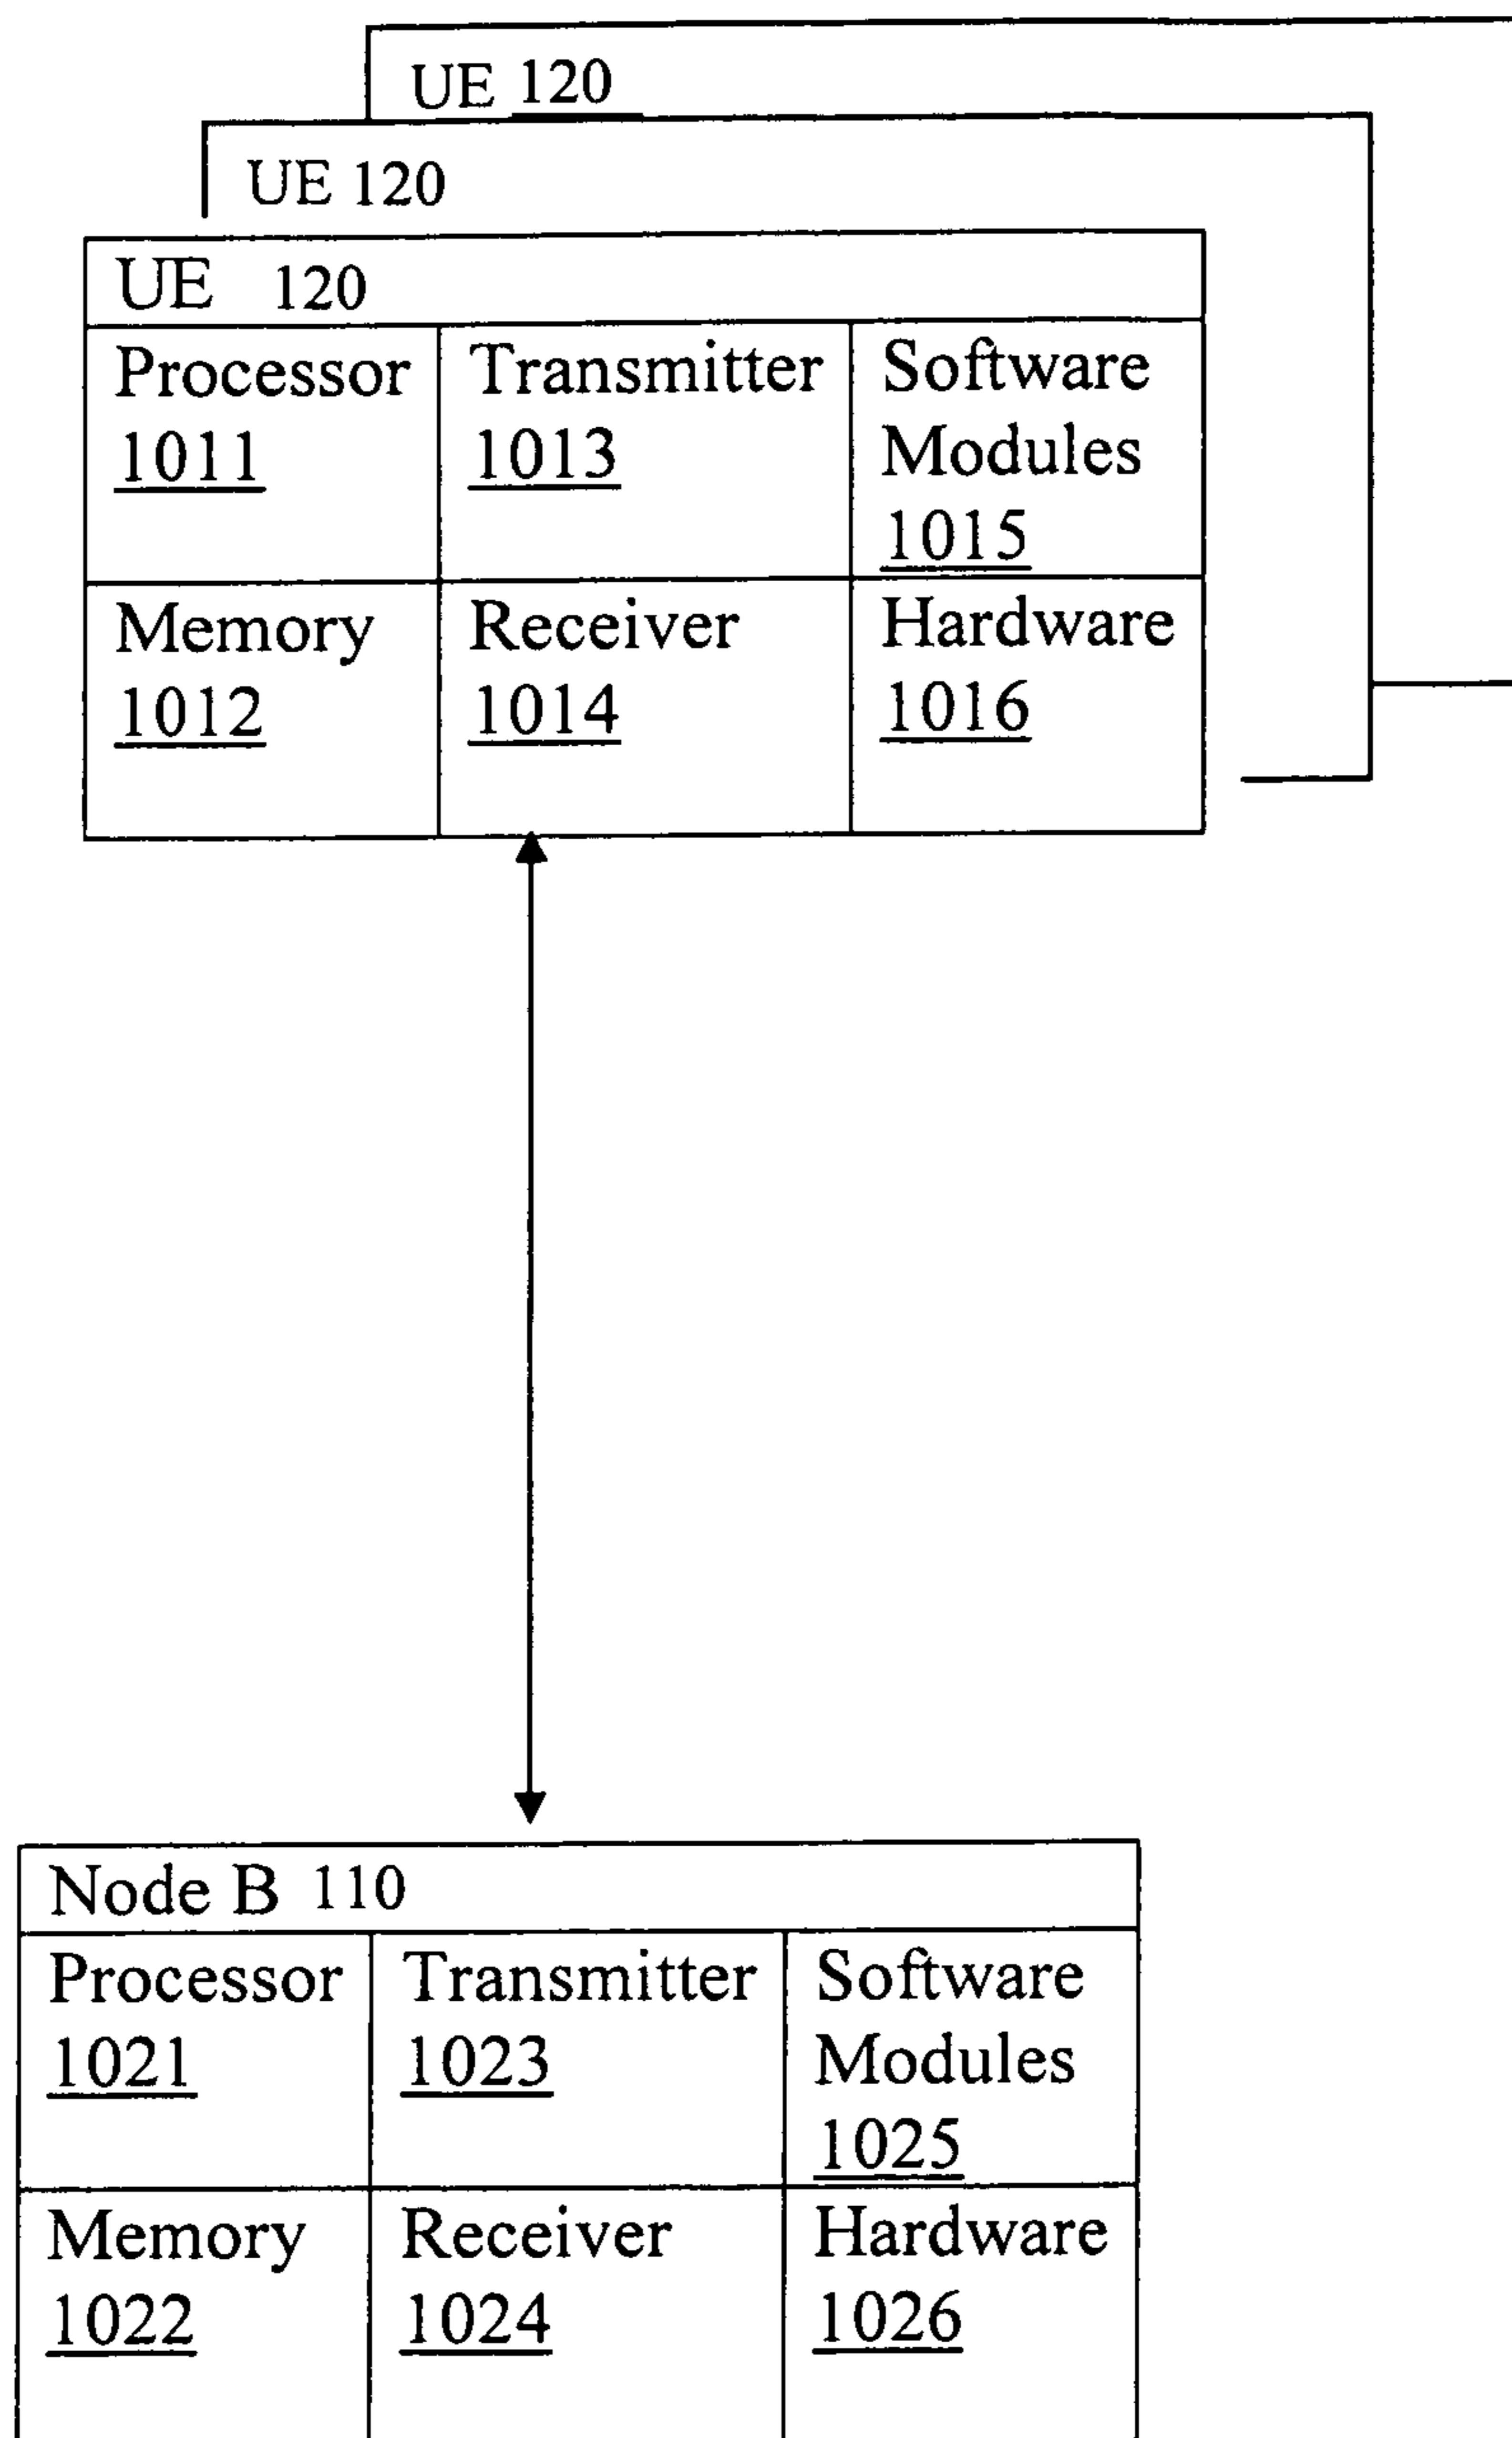 UE 120
UE 120
UE 120
Processor
1011
Transmitter
1013
Software
Modules
1015
Memory
1012
Receiver
1014
Hardware
1016
Node B 110
Processor
1021
Transmitter
1023
Software
Modules
1025
Memory
1022
Receiver
1024
Hardware
1026